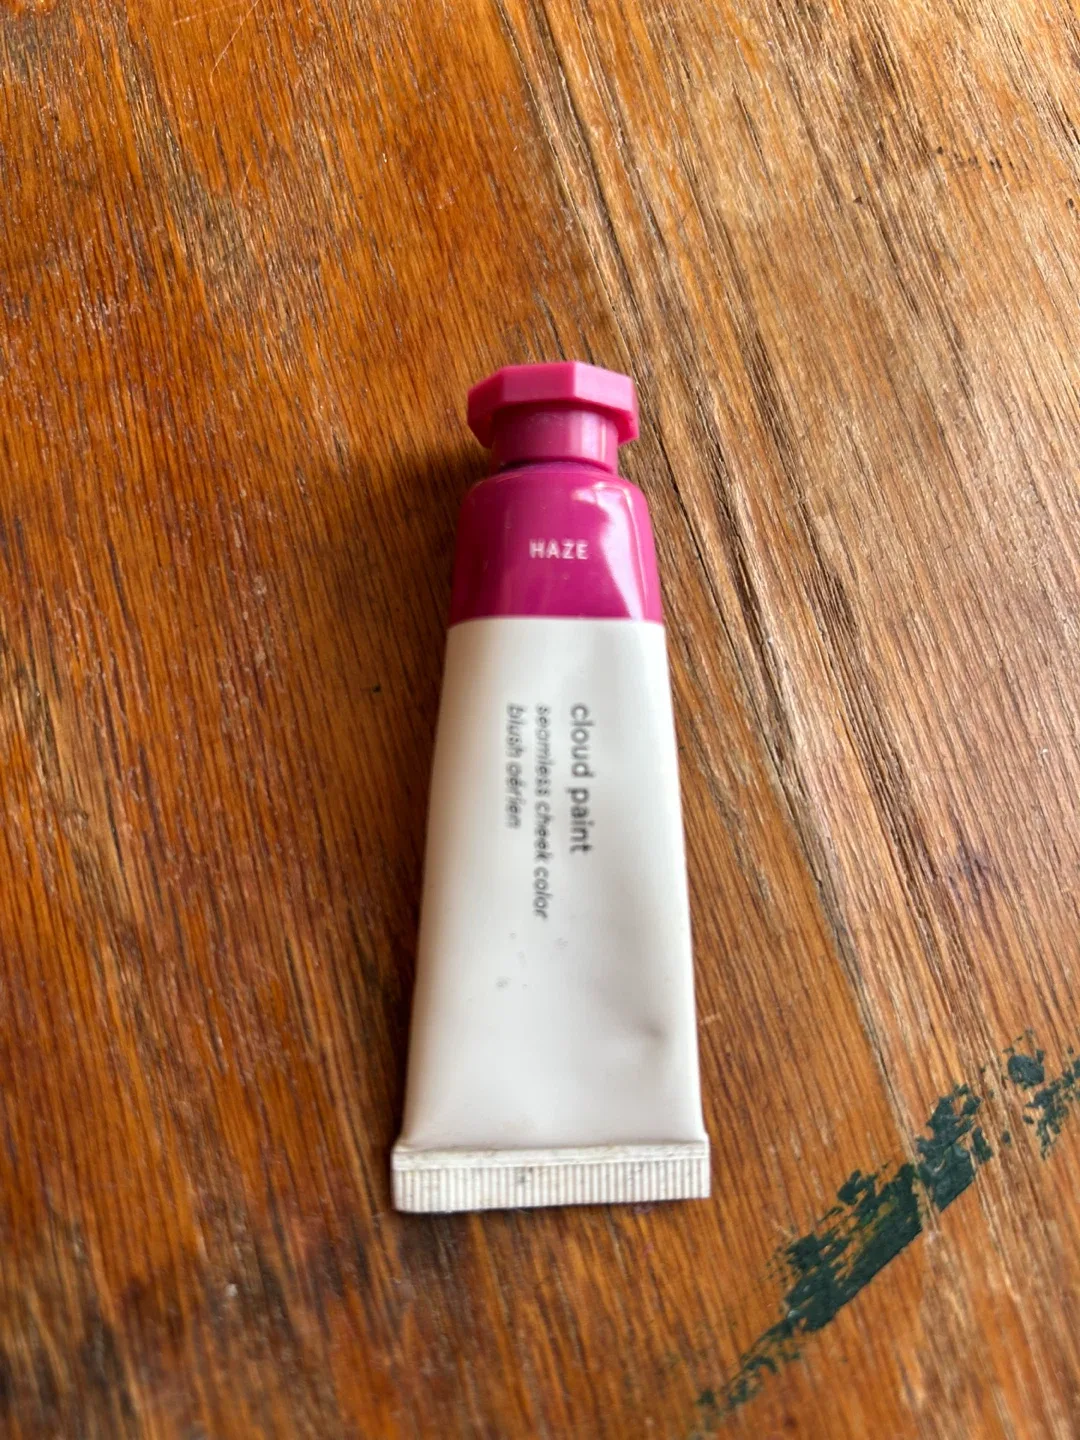 HAZE
cloud paint
seamless cheek color
blush aérien